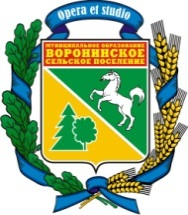 Opera et studio
МУНИЦИПАЛЬНОЕ ОБРАЗОВАНИЕ
ВОРОНИНСКОЕ
СЕЛЬСКОЕ ПОСЕЛЕНИЕ